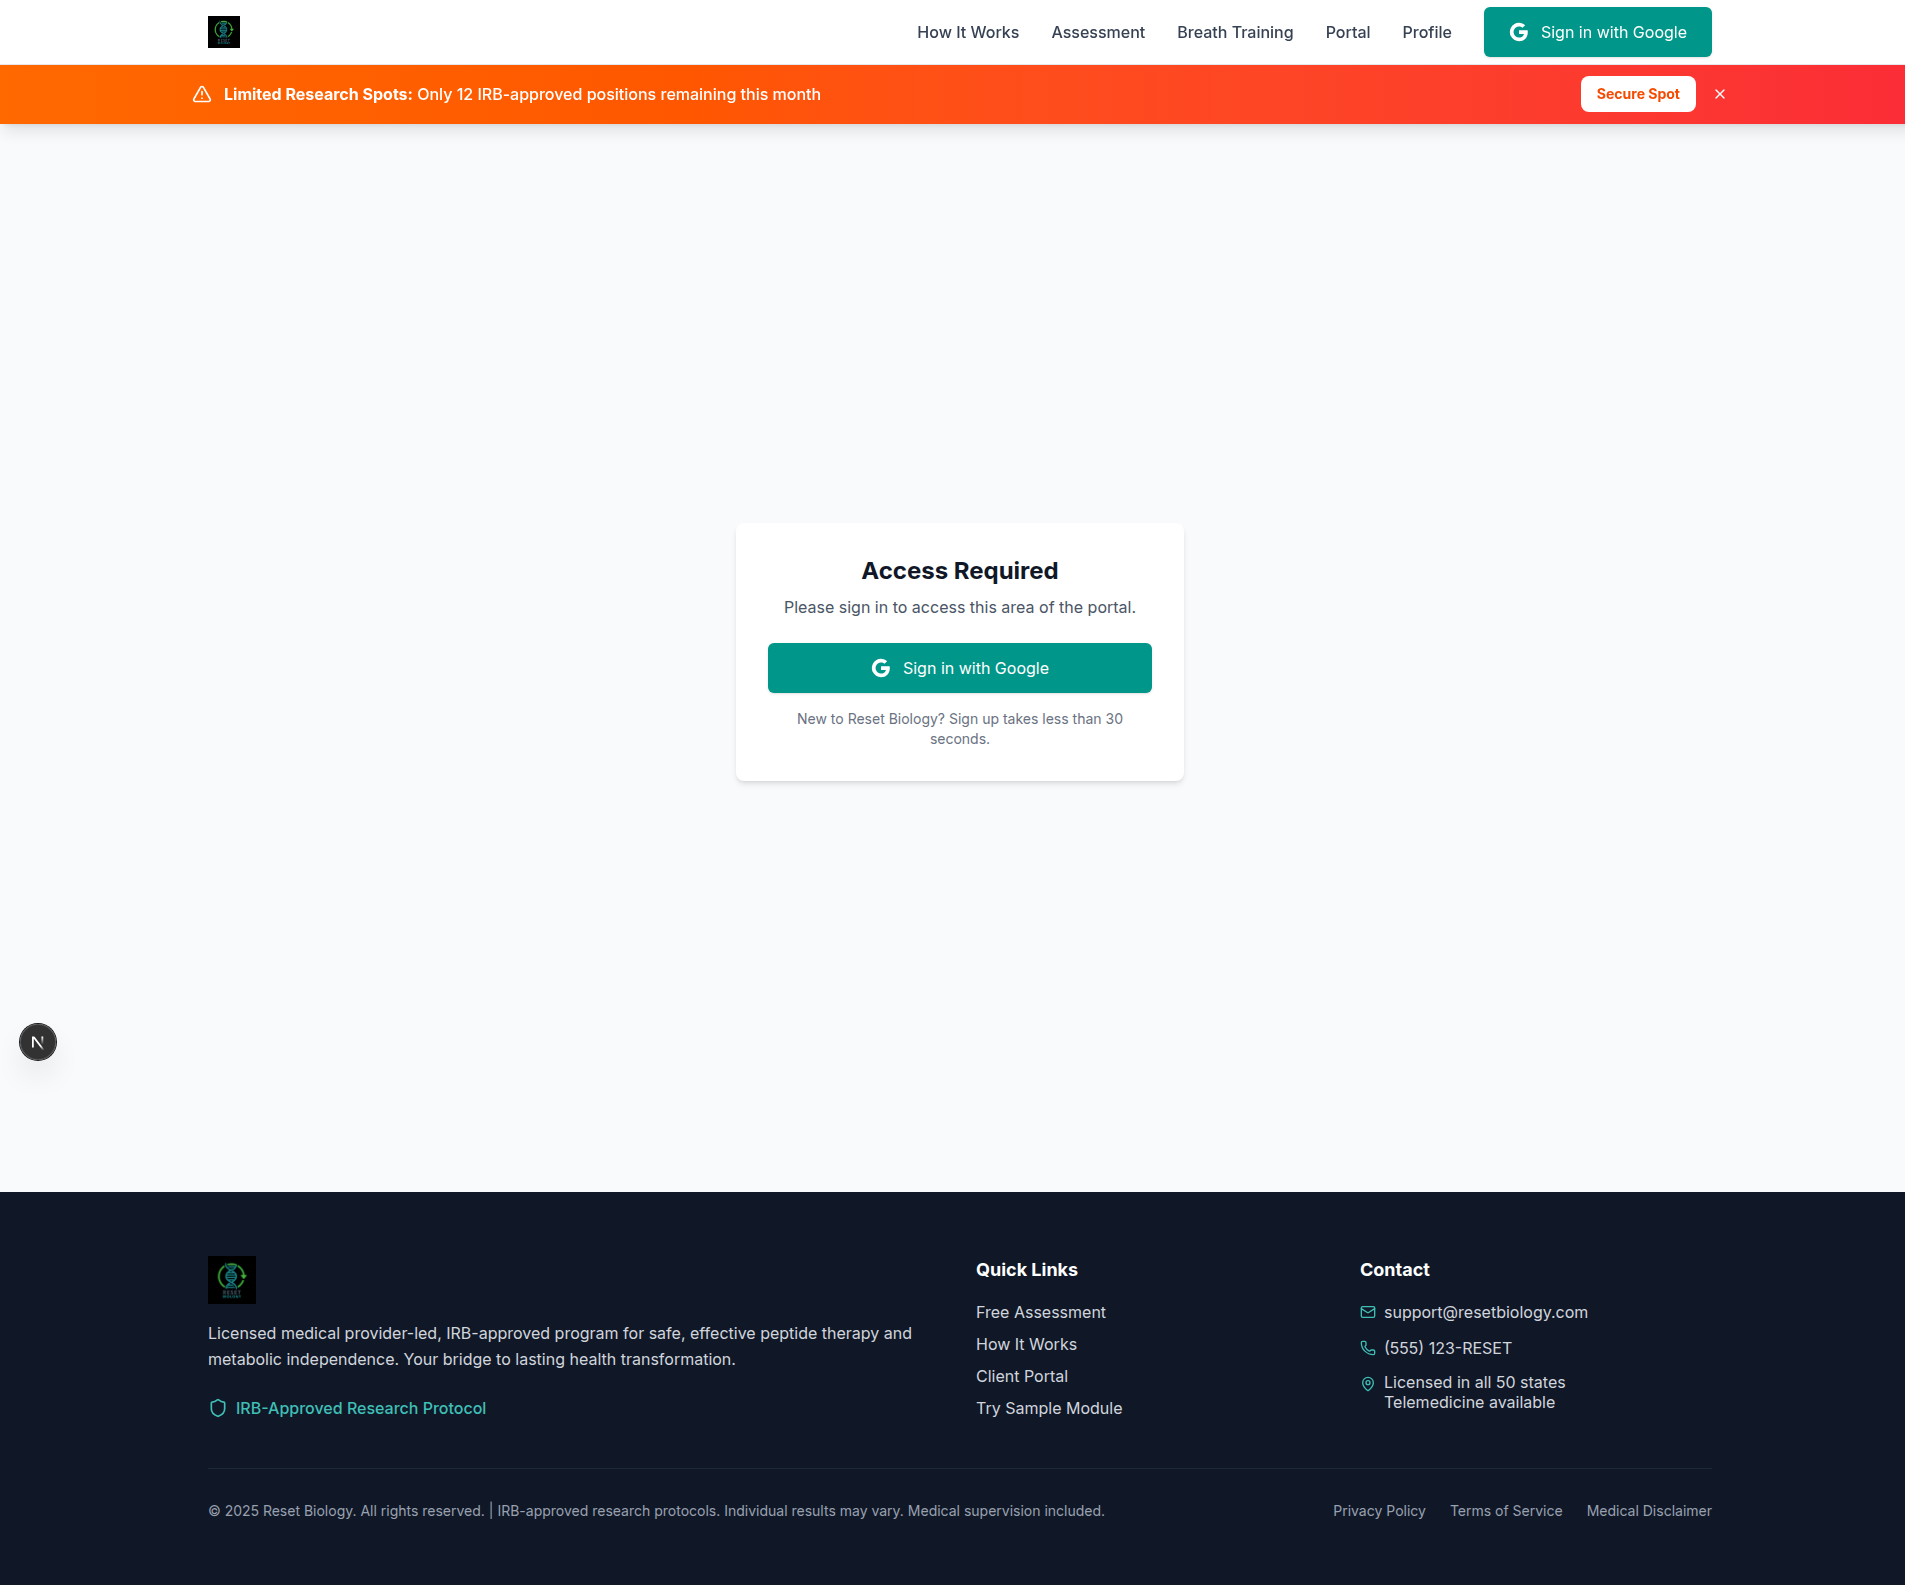 How It Works
Assessment
Breath Training
Portal
Profile
Sign in with Google
Limited Research Spots: Only 12 IRB-approved positions remaining this month
Secure Spot
Access Required
Please sign in to access this area of the portal.
Sign in with Google
New to Reset Biology? Sign up takes less than 30
seconds.
RESET
BIOLOGY
Licensed medical provider-led, IRB-approved program for safe, effective peptide therapy and
metabolic independence. Your bridge to lasting health transformation.
IRB-Approved Research Protocol
Quick Links
Free Assessment
How It Works
Client Portal
Try Sample Module
Contact
support@resetbiology.com
(555) 123-RESET
Licensed in all 50 states
Telemedicine available
© 2025 Reset Biology. All rights reserved. | IRB-approved research protocols. Individual results may vary. Medical supervision included.
Privacy Policy
Terms of Service
Medical Disclaimer